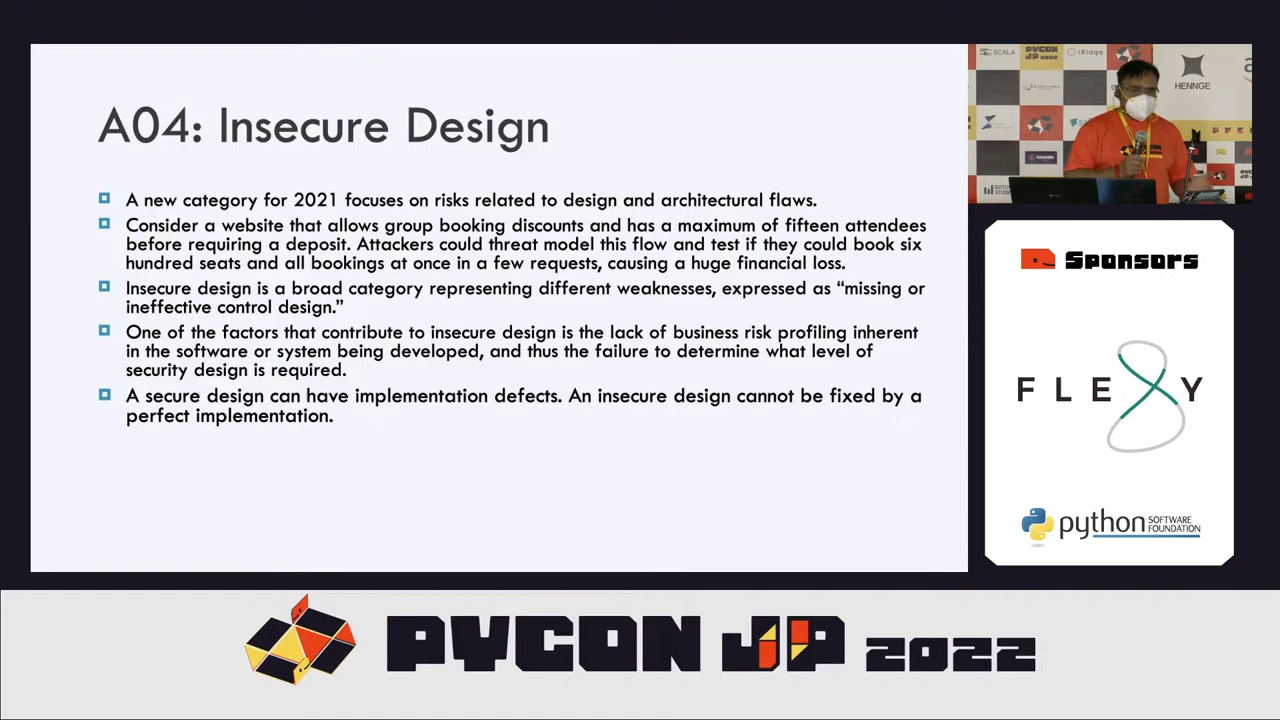 A04: Insecure Design
A new category for 2021 focuses on risks related to design and architectural flaws.
Consider a website that allows group booking discounts and has a maximum of fifteen attendees
before requiring a deposit. Attackers could threat model this flow and test if they could book six
hundred seats and all bookings at once in a few requests, causing a huge financial loss.
Insecure design is a broad category representing different weaknesses, expressed as “missing or
ineffective control design.”
One of the factors that contribute to insecure design is the lack of business risk profiling inherent
in the software or system being developed, and thus the failure to determine what level of
security design is required.
A secure design can have implementation defects. An insecure design cannot be fixed by a
perfect implementation.
SCALA
PYCON
JP 2022
iRidge
HENNGE
Sponsors
FLEXY
python SOFTWARE
FOUNDATION
PYCON JP 2022